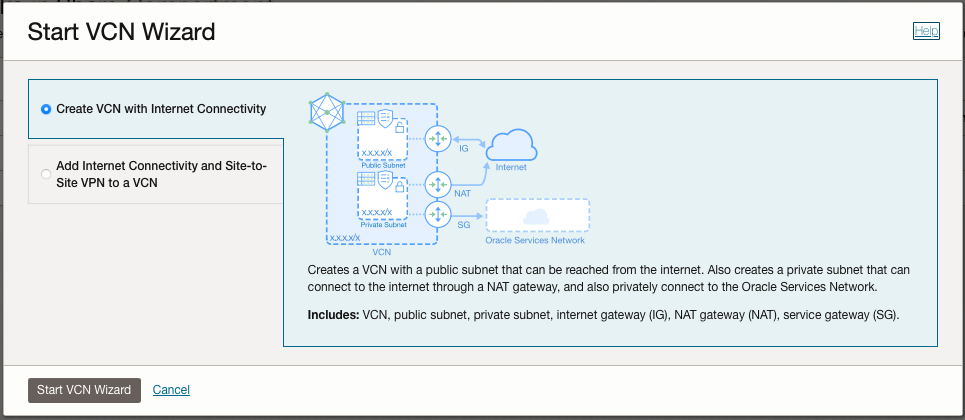 Start VCN Wizard
Help
Create VCN with Internet Connectivity
Add Internet Connectivity and Site-to-
Site VPN to a VCN
X.X.X.X/X
Public Subnet
IG
Internet
NAT
X.X.X.X/X
Private Subnet
SG
X.X.X.X/X
Oracle Services Network
VCN
Creates a VCN with a public subnet that can be reached from the internet. Also creates a private subnet that can
connect to the internet through a NAT gateway, and also privately connect to the Oracle Services Network.
Includes: VCN, public subnet, private subnet, internet gateway (IG), NAT gateway (NAT), service gateway (SG).
Start VCN Wizard
Cancel